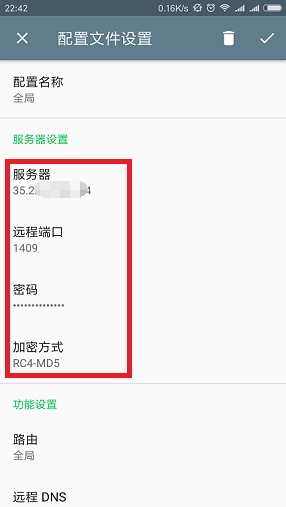 22:42
0.16K/s
配置文件设置
配置名称
全局
服务器设置
服务器
35.2
4
远程端口
1409
密码
••••••••••••••
加密方式
RC4-MD5
功能设置
路由
全局
远程 DNS